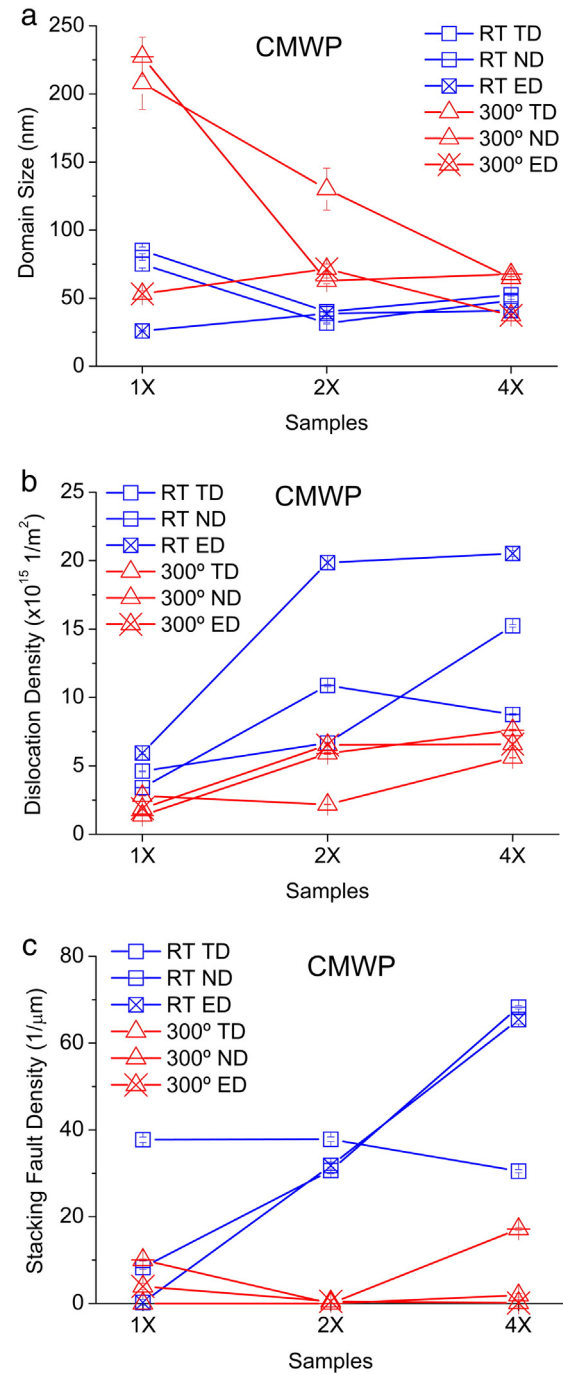 a
CMWP
RT TD
RT ND
RT ED
300º TD
300º ND
300º ED
250
200
150
100
50
0
Domain Size (nm)
1X 2X 4X
Samples
b
CMWP
RT TD
RT ND
RT ED
300º TD
300º ND
300º ED
25
20
15
10
5
0
Dislocation Density (x10¹⁵ 1/m²)
1X 2X 4X
Samples
c
CMWP
RT TD
RT ND
RT ED
300º TD
300º ND
300º ED
80
60
40
20
0
Stacking Fault Density (1/μm)
1X 2X 4X
Samples